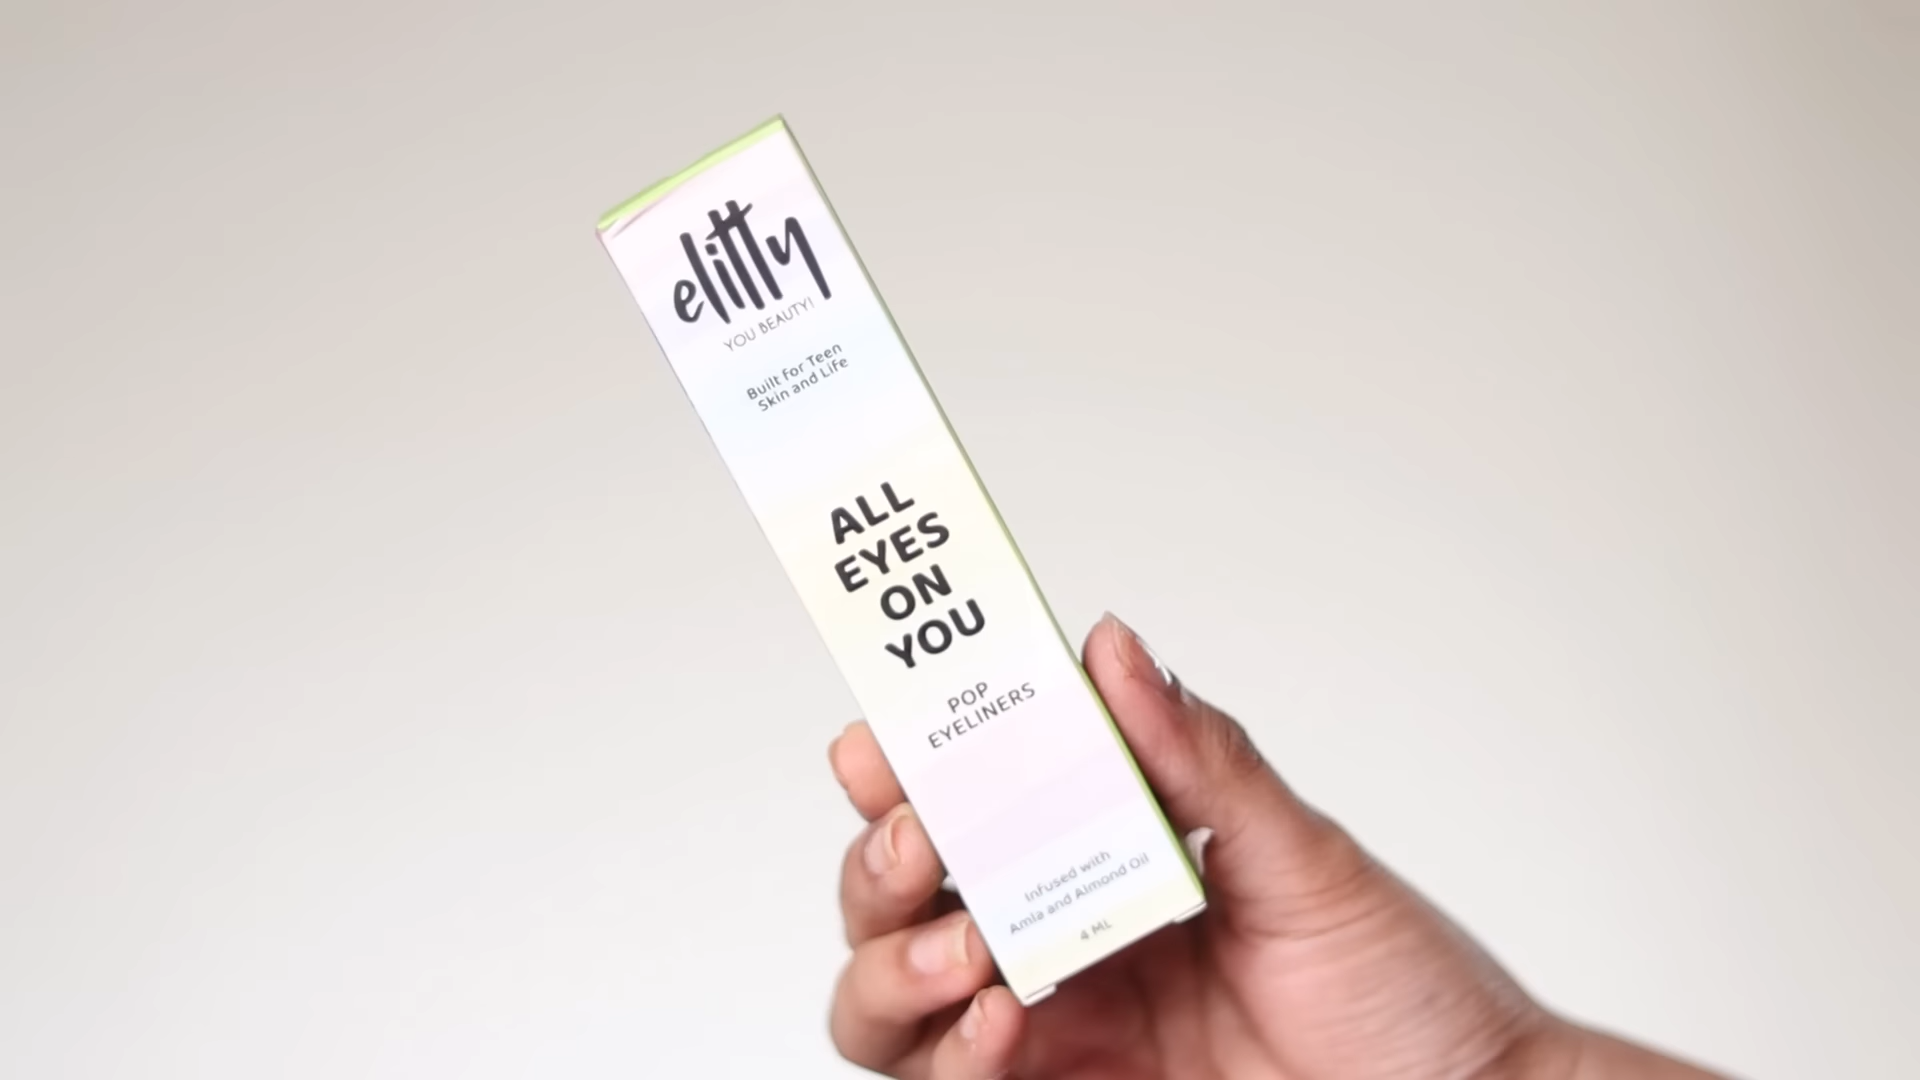 elitty
YOU BEAUTY!
Built For Teen
Skin and Life
ALL
EYES
ON
YOU
POP
EYELINERS
Infused with
Amla and Almond Oil
4 ML